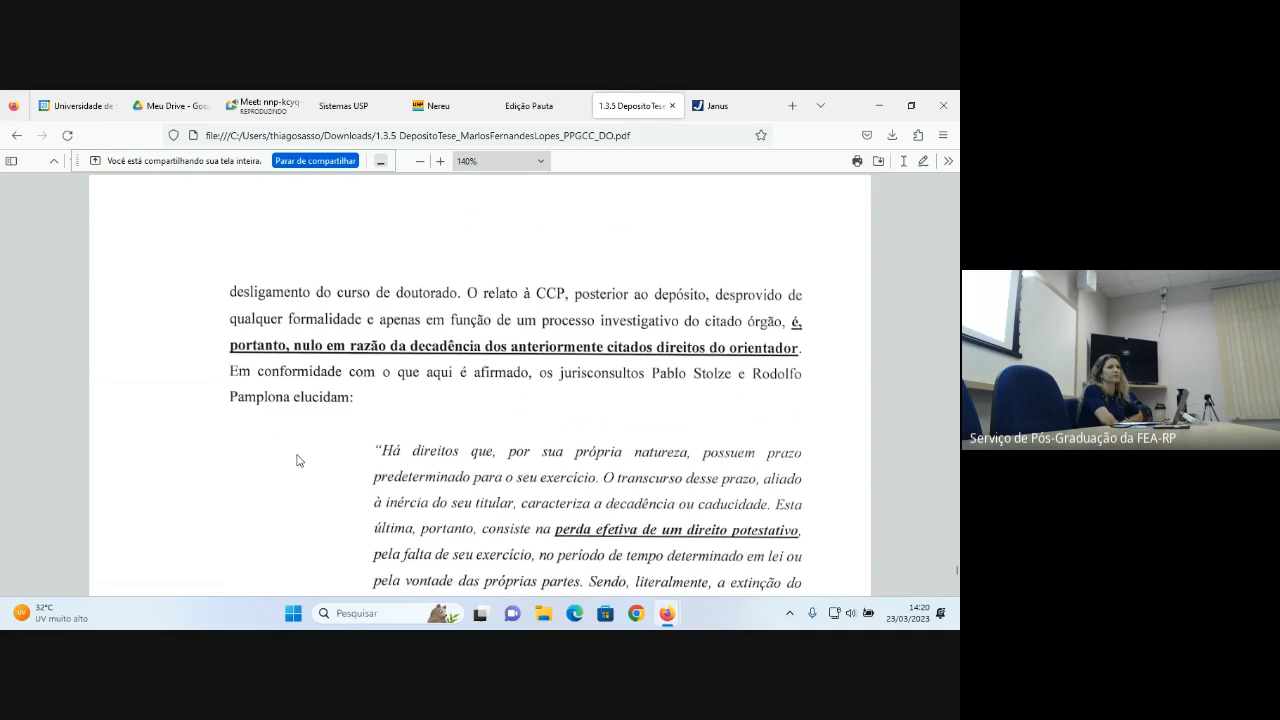 Universidade de
Meu Drive - Goo
Meet: nnp-kcyq-
REPRODUZINDO
Sistemas USP
Nereu
Edição Pauta
1.3.5 DepositoTese_
Janus
file:///C:/Users/thiagosasso/Downloads/1.3.5 DepositoTese_MarlosFernandesLopes_PPGCC_DO.pdf
Você está compartilhando sua tela inteira.
Parar de compartilhar
140%
desligamento do curso de doutorado. O relato à CCP, posterior ao depósito, desprovido de
qualquer formalidade e apenas em função de um processo investigativo do citado órgão, é,
portanto, nulo em razão da decadência dos anteriormente citados direitos do orientador.
Em conformidade com o que aqui é afirmado, os jurisconsultos Pablo Stolze e Rodolfo
Pamplona elucidam:
“Há direitos que, por sua própria natureza, possuem prazo
predeterminado para o seu exercício. O transcurso desse prazo, aliado
à inércia do seu titular, caracteriza a decadência ou caducidade. Esta
última, portanto, consiste na perda efetiva de um direito potestativo,
pela falta de seu exercício, no período de tempo determinado em lei ou
pela vontade das próprias partes. Sendo, literalmente, a extinção do
Serviço de Pós-Graduação da FEA-RP
UV
32°C
UV muito alto
Pesquisar
14:20
23/03/2023